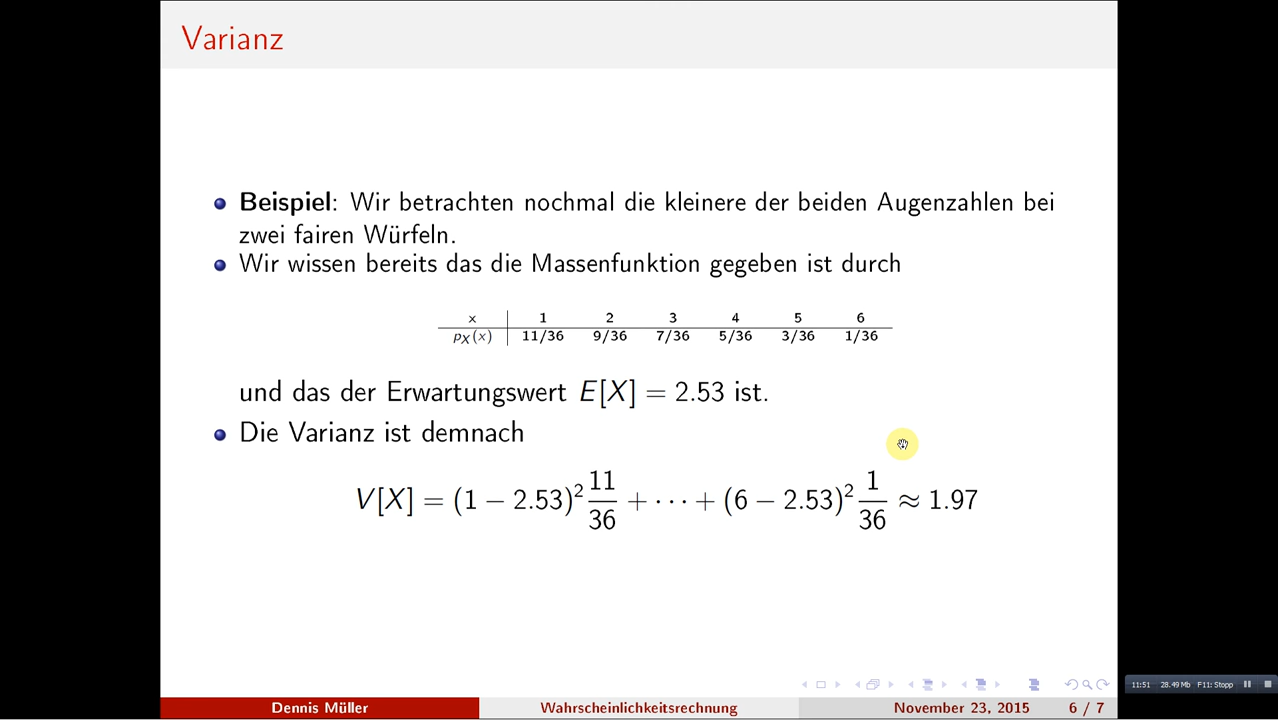 Varianz
Beispiel: Wir betrachten nochmal die kleinere der beiden Augenzahlen bei
zwei fairen Würfeln.
Wir wissen bereits das die Massenfunktion gegeben ist durch
x 1 2 3 4 5 6
pX(x) 11/36 9/36 7/36 5/36 3/36 1/36
und das der Erwartungswert E[X] = 2.53 ist.
Die Varianz ist demnach
V[X] = (1 − 2.53)² 11/36 + · · · + (6 − 2.53)² 1/36 ≈ 1.97
11:51 28.49 Mb F11: Stopp
Dennis Müller Wahrscheinlichkeitsrechnung November 23, 2015 6 / 7